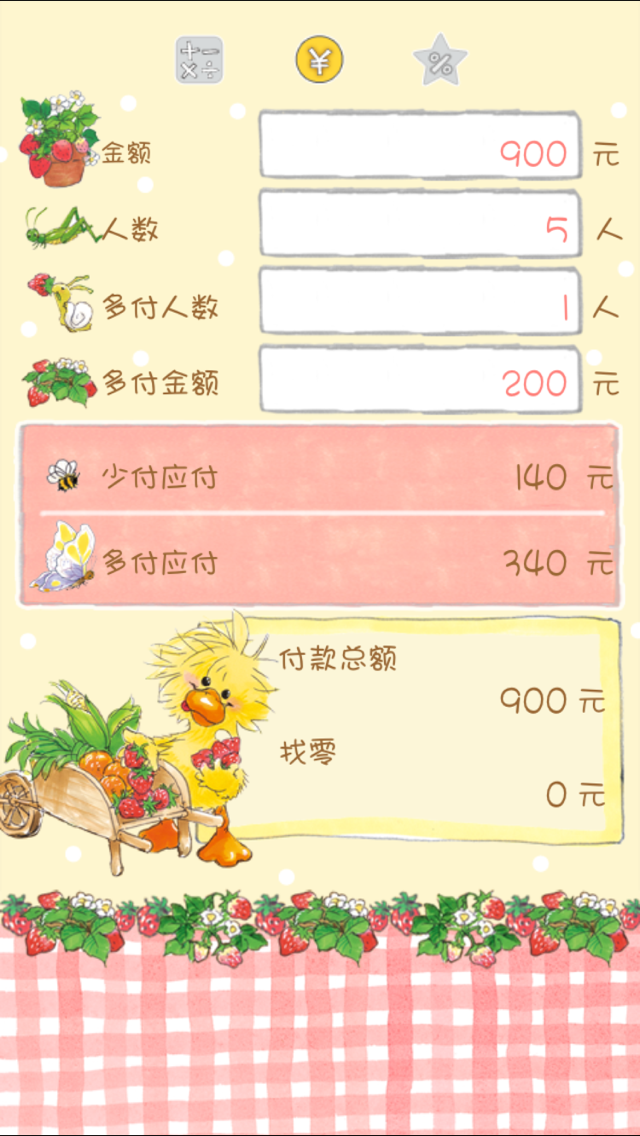 + − × ÷
¥
%
金额 900 元
人数 5 人
多付人数 1 人
多付金额 200 元
少付应付 140 元
多付应付 340 元
付款总额
900 元
找零
0 元